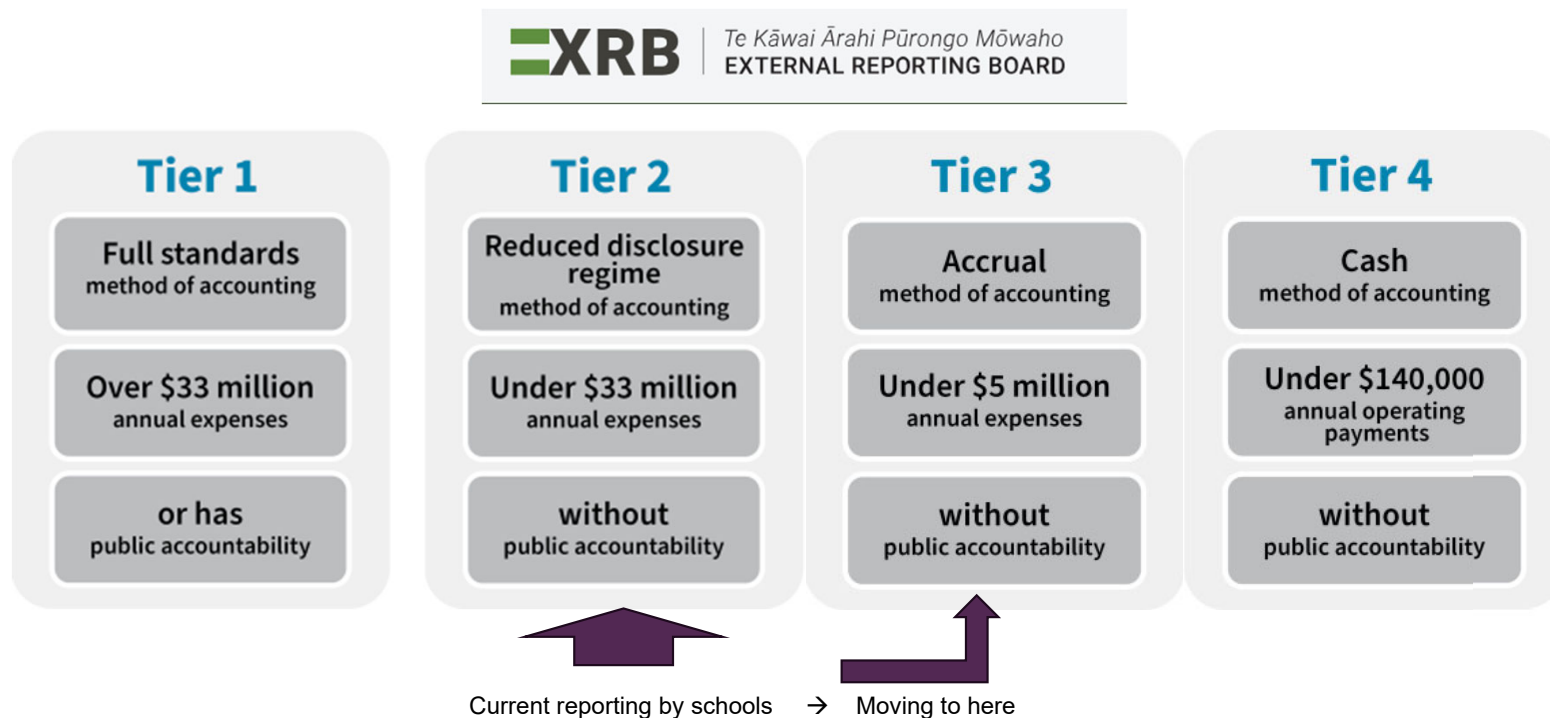 EXRB
Te Kāwai Ārahi Pūrongo Mōwaho
EXTERNAL REPORTING BOARD
Tier 1
Full standards
method of accounting
Over $33 million
annual expenses
or has
public accountability
Tier 2
Reduced disclosure
regime
method of accounting
Under $33 million
annual expenses
without
public accountability
Tier 3
Accrual
method of accounting
Under $5 million
annual expenses
without
public accountability
Tier 4
Cash
method of accounting
Under $140,000
annual operating
payments
without
public accountability
Current reporting by schools → Moving to here